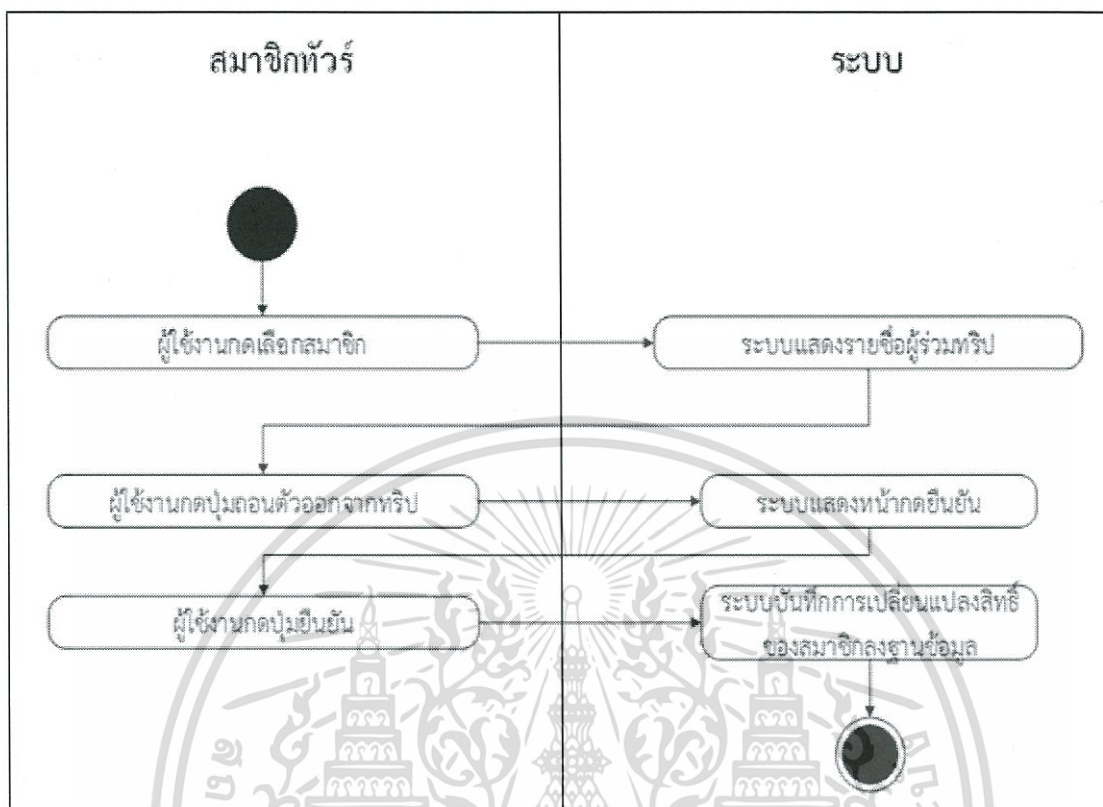 สมาชิกทัวร์
ระบบ
ผู้ใช้งานกดเลือกสมาชิก
ระบบแสดงรายชื่อผู้ร่วมทริป
ผู้ใช้งานกดปุ่มถอนตัวออกจากทริป
ระบบแสดงหน้ากดยืนยัน
ผู้ใช้งานกดปุ่มยืนยัน
ระบบบันทึกการเปลี่ยนแปลงสิทธิ์
ของสมาชิกลงฐานข้อมูล